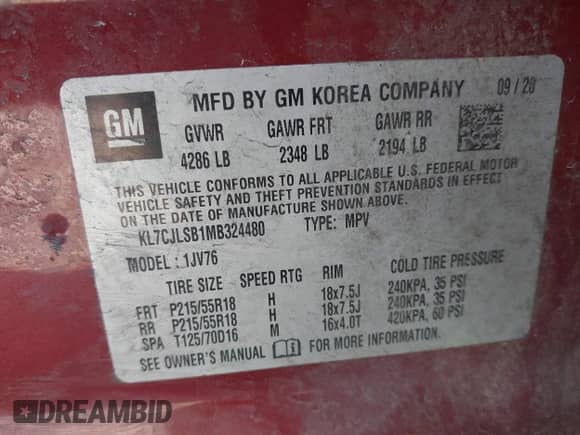 GM
MFD BY GM KOREA COMPANY 09/20
GVWR GAWR FRT GAWR RR
4286 LB 2348 LB 2194 LB
THIS VEHICLE CONFORMS TO ALL APPLICABLE U.S. FEDERAL MOTOR
VEHICLE SAFETY AND THEFT PREVENTION STANDARDS IN EFFECT
ON THE DATE OF MANUFACTURE SHOWN ABOVE.
KL7CJLSB1MB324480 TYPE: MPV
MODEL: 1JV76
TIRE SIZE SPEED RTG RIM COLD TIRE PRESSURE
FRT P215/55R18 H 18x7.5J 240KPA, 35 PSI
RR P215/55R18 H 18x7.5J 240KPA, 35 PSI
SPA T125/70D16 M 16x4.0T 420KPA, 60 PSI
SEE OWNER'S MANUAL FOR MORE INFORMATION.
DREAMBID